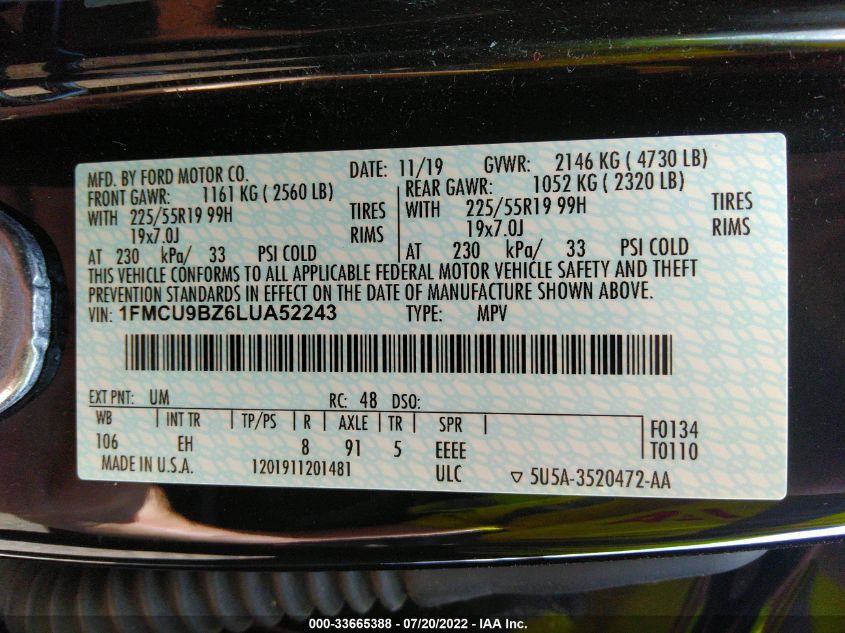 MFD. BY FORD MOTOR CO. DATE: 11/19 GVWR: 2146 KG ( 4730 LB)
FRONT GAWR: 1161 KG ( 2560 LB) REAR GAWR: 1052 KG ( 2320 LB)
WITH 225/55R19 99H TIRES WITH 225/55R19 99H TIRES
19x7.0J RIMS 19x7.0J RIMS
AT 230 kPa/ 33 PSI COLD AT 230 kPa/ 33 PSI COLD
THIS VEHICLE CONFORMS TO ALL APPLICABLE FEDERAL MOTOR VEHICLE SAFETY AND THEFT
PREVENTION STANDARDS IN EFFECT ON THE DATE OF MANUFACTURE SHOWN ABOVE.
VIN: 1FMCU9BZ6LUA52243 TYPE: MPV
EXT PNT: UM RC: 48 DSO:
WB INT TR TP/PS R AXLE TR SPR F0134
106 EH 8 91 5 EEEE T0110
MADE IN U.S.A. 1201911201481 ULC ▽ 5U5A-3520472-AA
000-33665388 - 07/20/2022 - IAA Inc.